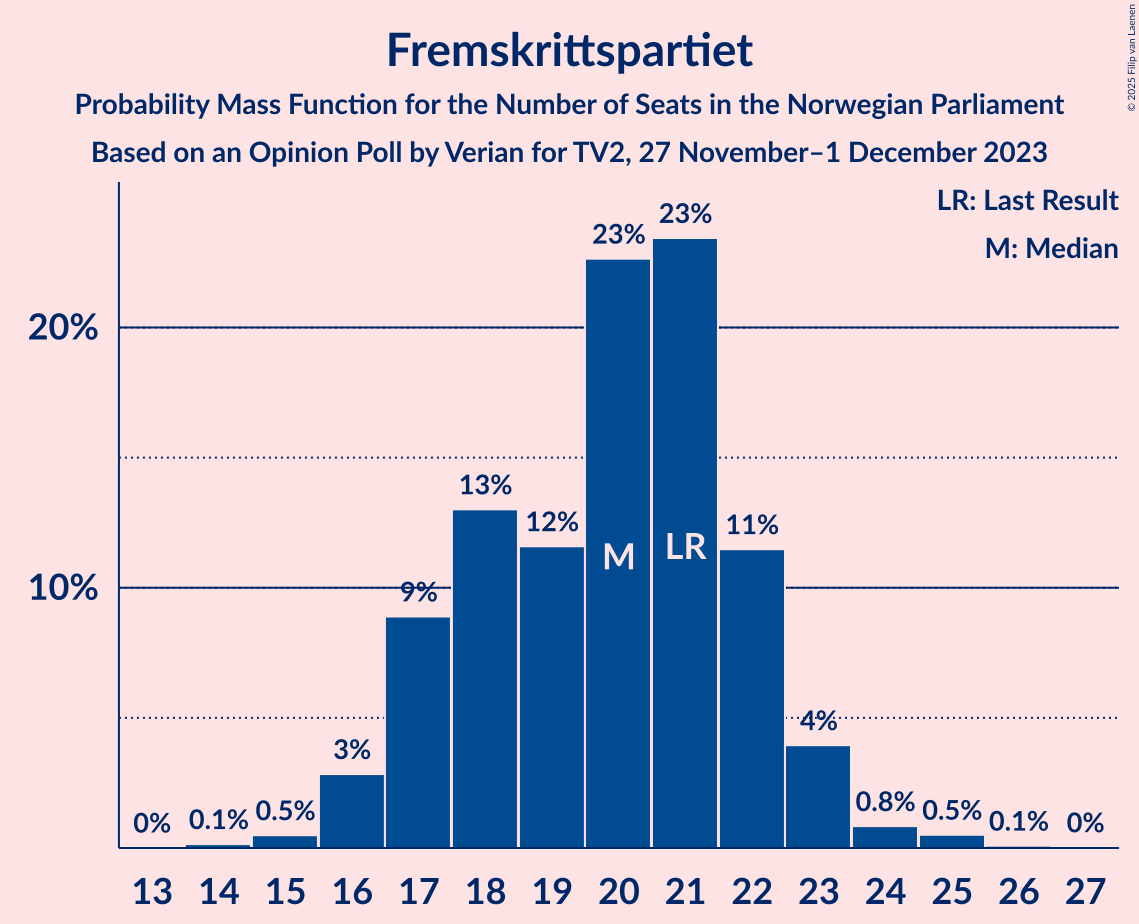 Fremskrittspartiet
Probability Mass Function for the Number of Seats in the Norwegian Parliament
Based on an Opinion Poll by Verian for TV2, 27 November–1 December 2023
© 2025 Filip van Laenen
LR: Last Result
M: Median
20%
10%
0%
0.1%
0.5%
3%
9%
13%
12%
23%
23%
11%
4%
0.8%
0.5%
0.1%
0%
M
LR
13 14 15 16 17 18 19 20 21 22 23 24 25 26 27